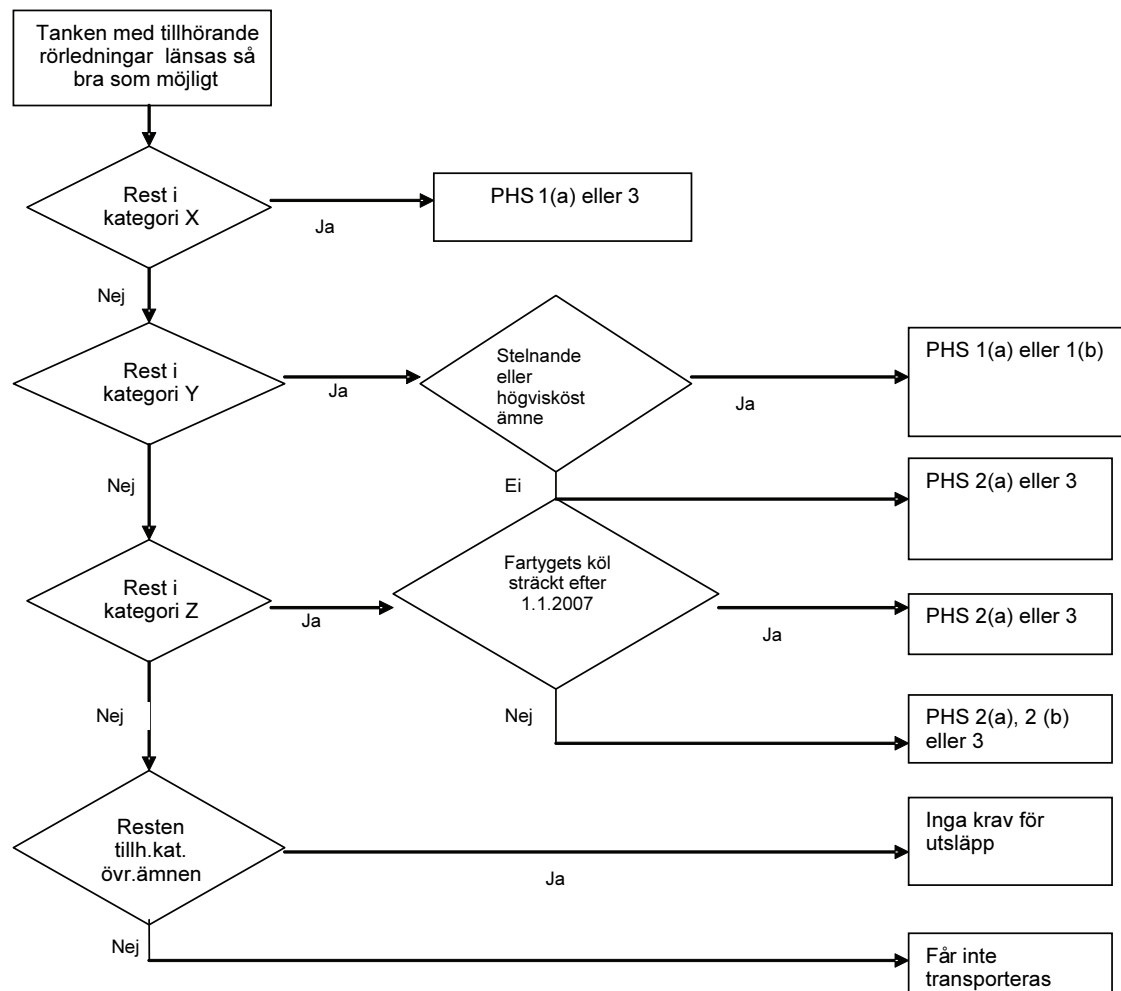 Tanken med tillhörande
rörledningar länsas så
bra som möjligt
Rest i
kategori X
Ja
PHS 1(a) eller 3
Nej
Rest i
kategori Y
Ja
Stelnande
eller
högvisköst
ämne
Ja
PHS 1(a) eller 1(b)
Nej
Ei
PHS 2(a) eller 3
Rest i
kategori Z
Ja
Fartygets köl
sträckt efter
1.1.2007
Ja
PHS 2(a) eller 3
Nej
Nej
PHS 2(a), 2 (b)
eller 3
Resten
tillh.kat.
övr.ämnen
Ja
Inga krav för
utsläpp
Nej
Får inte
transporteras